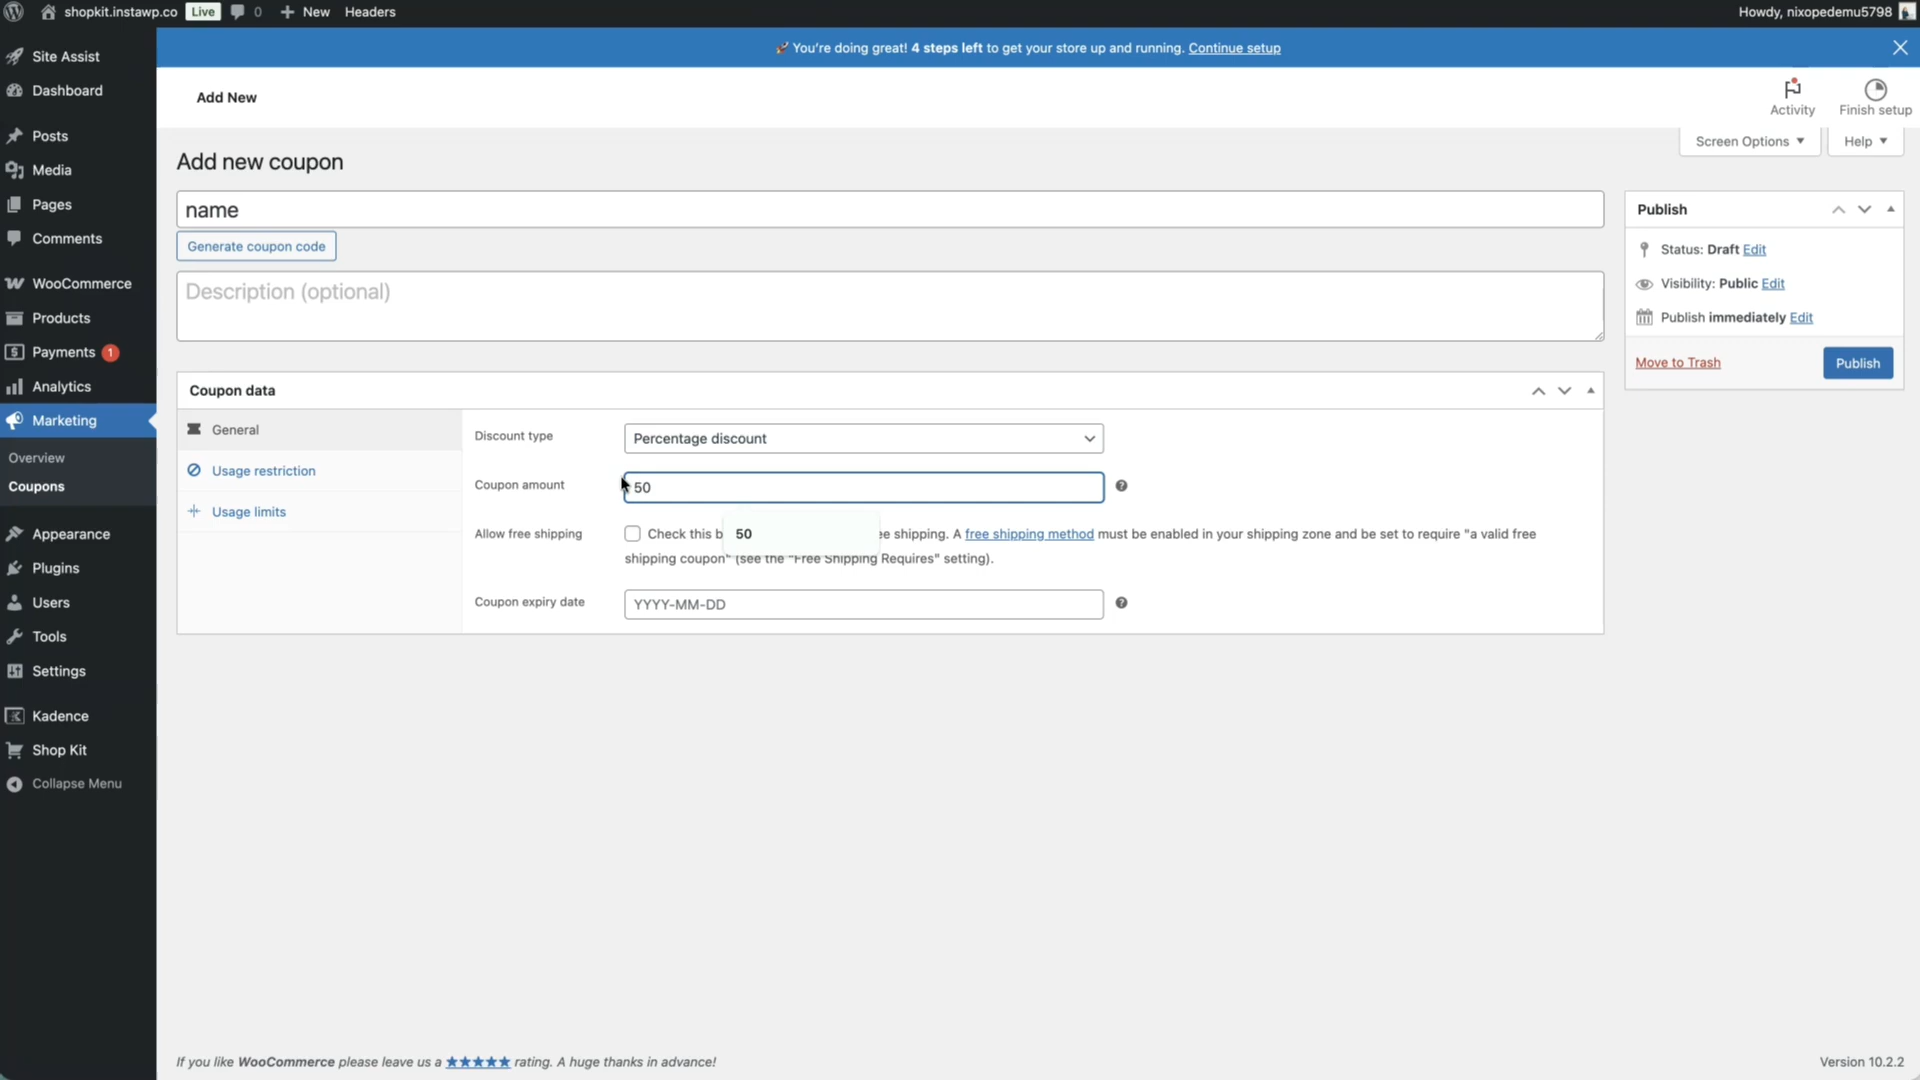 shopkit.instawp.co Live 0 + New Headers Howdy, nixopedemu5798
You're doing great! 4 steps left to get your store up and running. Continue setup
Site Assist
Dashboard
Posts
Media
Pages
Comments
WooCommerce
Products
Payments 1
Analytics
Marketing
Overview
Coupons
Appearance
Plugins
Users
Tools
Settings
Kadence
Shop Kit
Collapse Menu
Add New
Activity
Finish setup
Screen Options
Help
Add new coupon
name
Generate coupon code
Description (optional)
Coupon data
General
Usage restriction
Usage limits
Discount type Percentage discount
Coupon amount 50
50
Allow free shipping Check this b ee shipping. A free shipping method must be enabled in your shipping zone and be set to require "a valid free
shipping coupon" (see the "Free Shipping Requires" setting).
Coupon expiry date YYYY-MM-DD
Publish
Status: Draft Edit
Visibility: Public Edit
Publish immediately Edit
Move to Trash
Publish
If you like WooCommerce please leave us a ★★★★★ rating. A huge thanks in advance!
Version 10.2.2